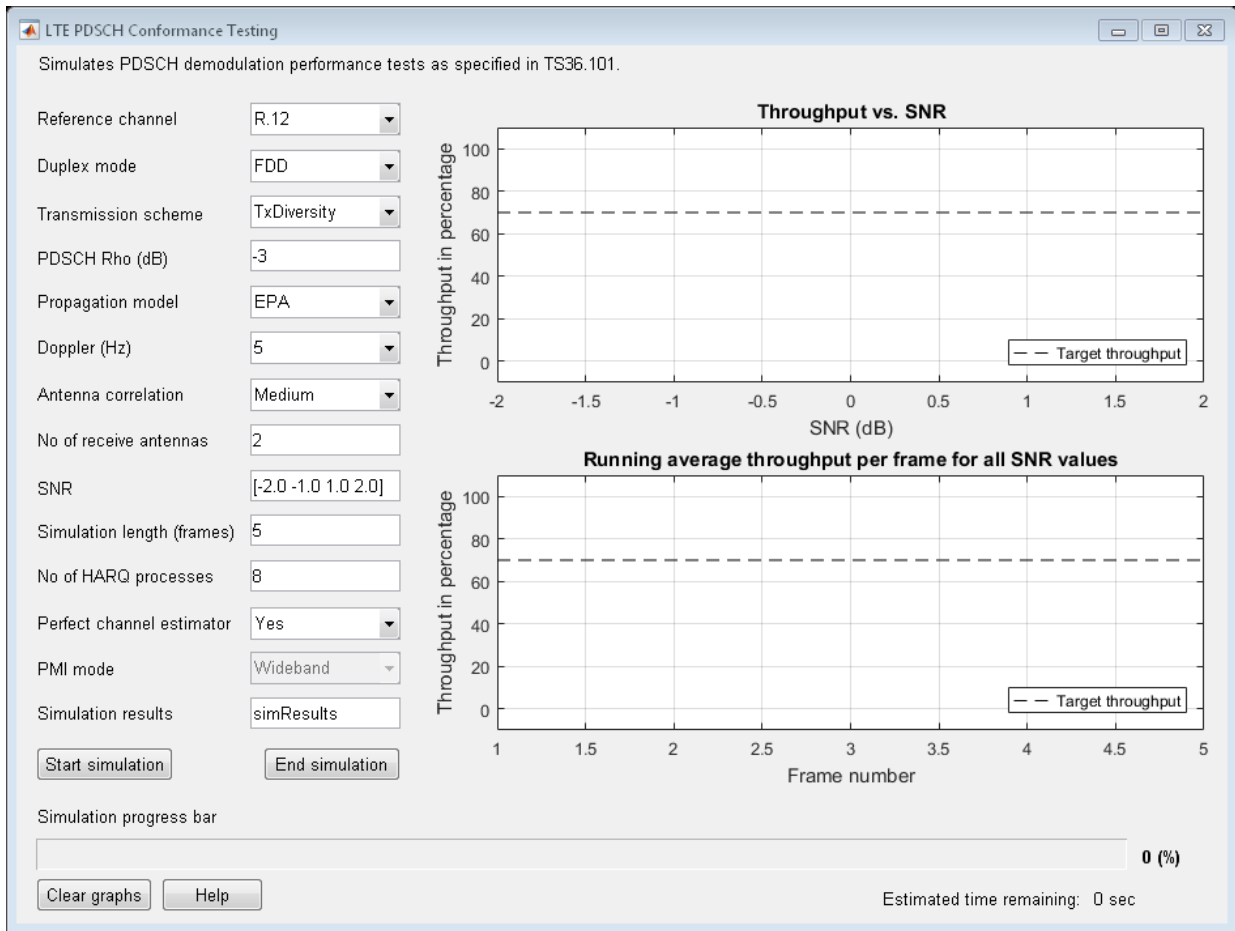 LTE PDSCH Conformance Testing
Simulates PDSCH demodulation performance tests as specified in TS36.101.
Reference channel R.12
Duplex mode FDD
Transmission scheme TxDiversity
PDSCH Rho (dB) -3
Propagation model EPA
Doppler (Hz) 5
Antenna correlation Medium
No of receive antennas 2
SNR [-2.0 -1.0 1.0 2.0]
Simulation length (frames) 5
No of HARQ processes 8
Perfect channel estimator Yes
PMI mode Wideband
Simulation results simResults
Start simulation End simulation
Throughput vs. SNR
Throughput in percentage
100
80
60
40
20
0
Target throughput
-2 -1.5 -1 -0.5 0 0.5 1 1.5 2
SNR (dB)
Running average throughput per frame for all SNR values
Throughput in percentage
100
80
60
40
20
0
Target throughput
1 1.5 2 2.5 3 3.5 4 4.5 5
Frame number
Simulation progress bar
0 (%)
Clear graphs Help
Estimated time remaining: 0 sec